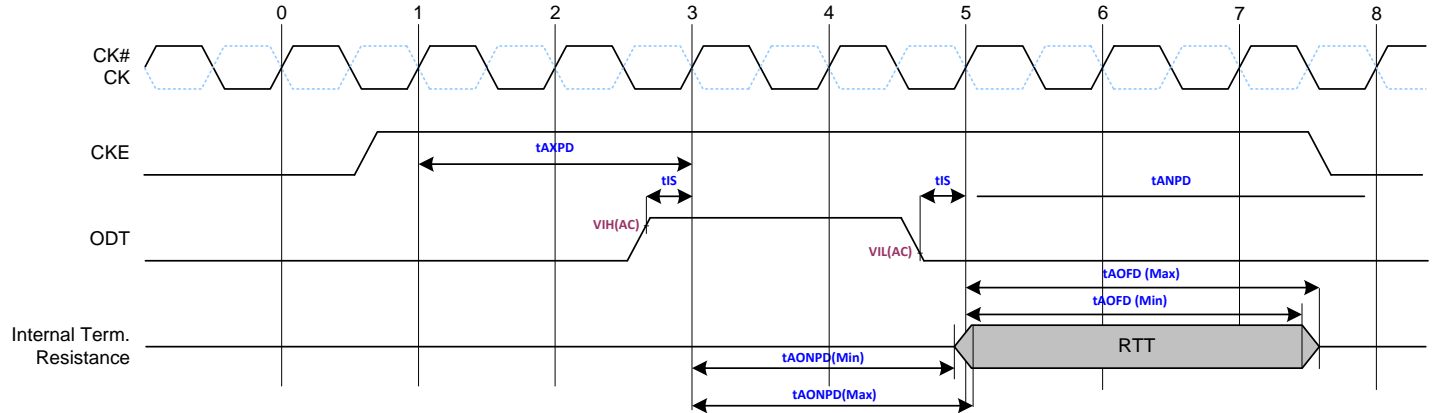 0 1 2 3 4 5 6 7 8
CK#
CK
CKE
tAXPD
tIS
tIS
tANPD
VIH(AC)
ODT
VIL(AC)
tAOFD (Max)
tAOFD (Min)
Internal Term.
Resistance
RTT
tAONPD(Min)
tAONPD(Max)